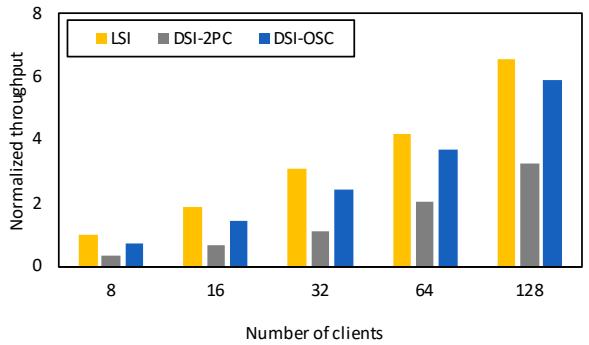 8
LSI DSI-2PC DSI-OSC
6
4
2
0
Normalized throughput
8 16 32 64 128
Number of clients